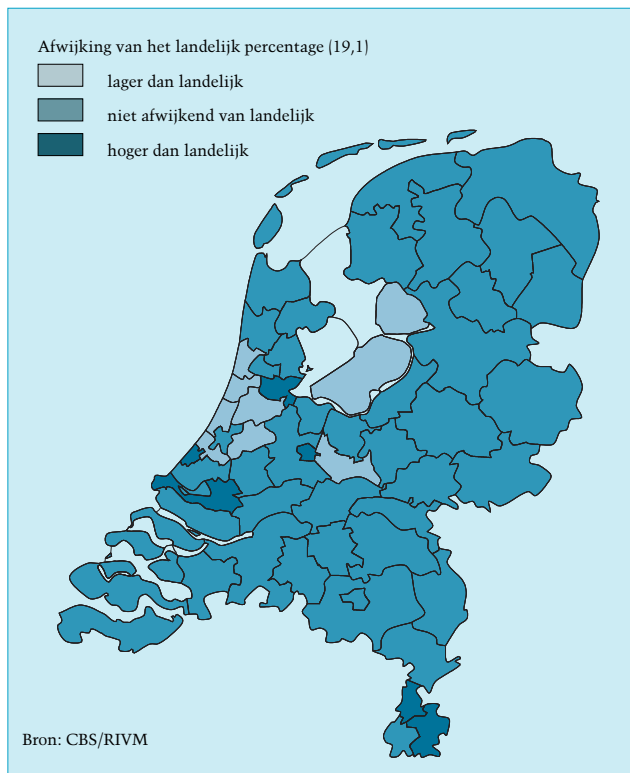 Afwijking van het landelijk percentage (19,1)
lager dan landelijk
niet afwijkend van landelijk
hoger dan landelijk
Bron: CBS/RIVM